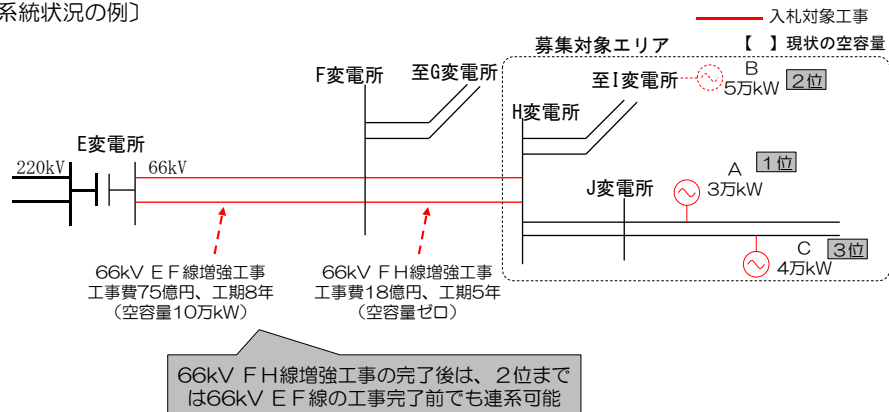 系統状況の例〕
入札対象工事
募集対象エリア
【 】現状の空容量
F変電所
至G変電所
至I変電所
B
5万kW
2位
H変電所
E変電所
220kV
66kV
J変電所
A
1位
3万kW
C
3位
4万kW
66kV EF線増強工事
工事費75億円、工期8年
（空容量10万kW）
66kV FH線増強工事
工事費18億円、工期5年
（空容量ゼロ）
66kV FH線増強工事の完了後は、2位まで
は66kV EF線の工事完了前でも連系可能